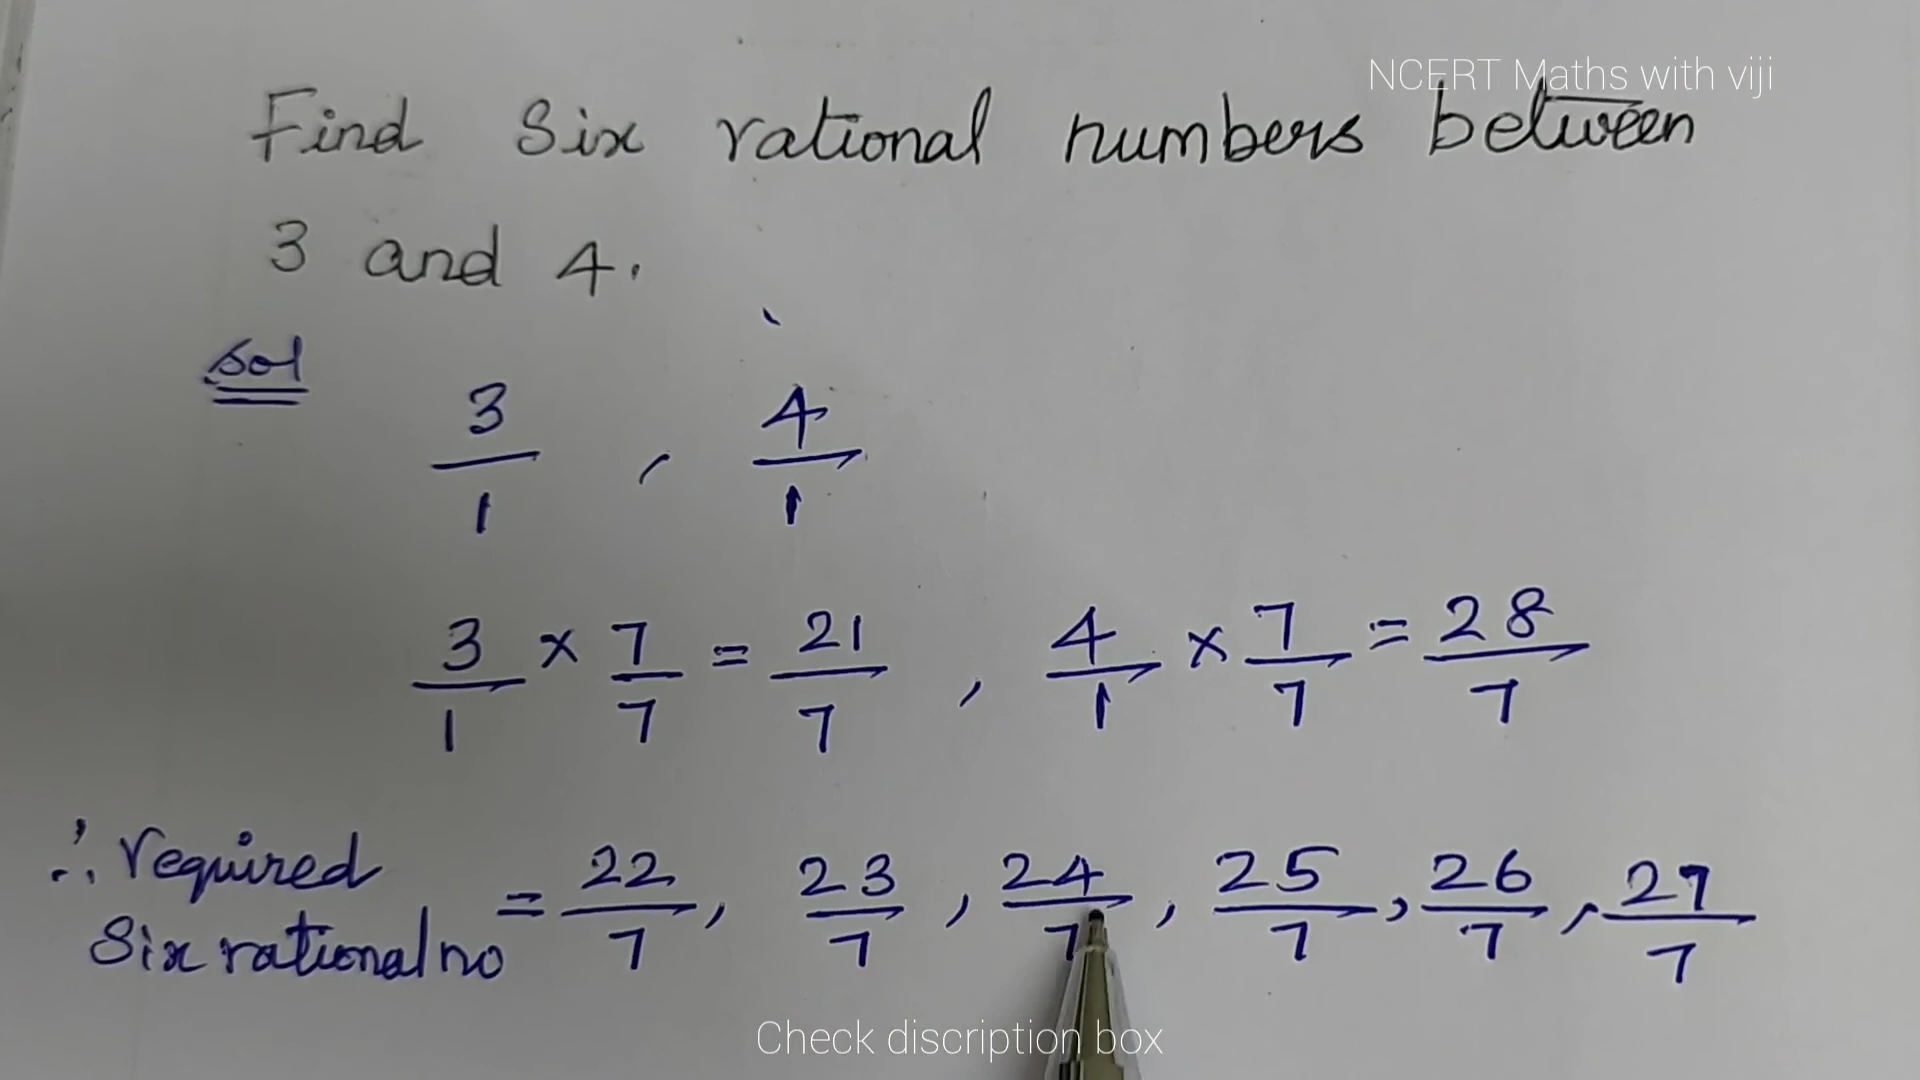 NCERT Maths with viji
Find Six rational numbers between
3 and 4.
Sol
3/1 , 4/1
3/1 × 7/7 = 21/7 , 4/1 × 7/7 = 28/7
∴ required
Six rational no = 22/7, 23/7, 24/7, 25/7, 26/7, 27/7
Check discription box